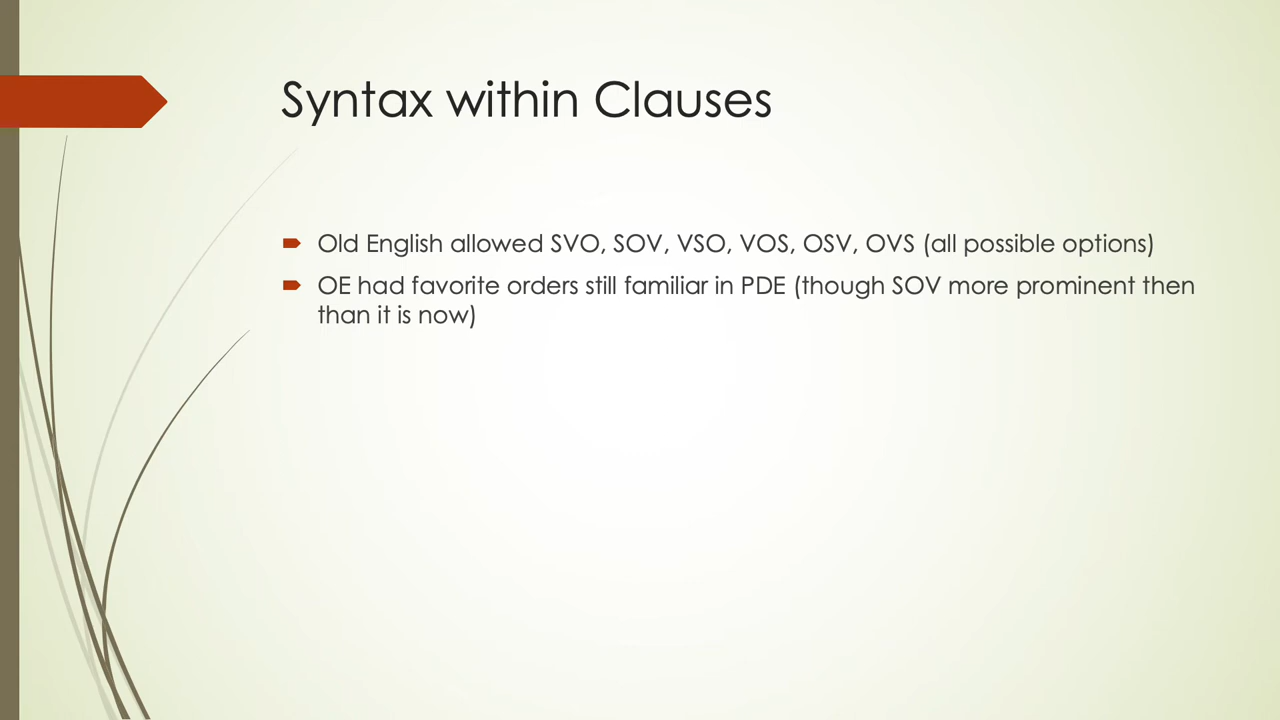 Syntax within Clauses
Old English allowed SVO, SOV, VSO, VOS, OSV, OVS (all possible options)
OE had favorite orders still familiar in PDE (though SOV more prominent then
than it is now)